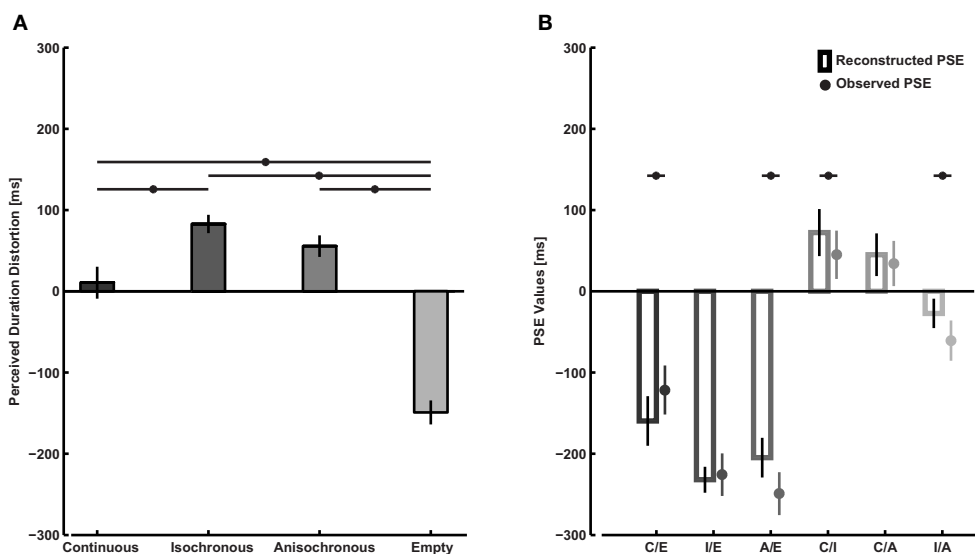 A
B
300
200
100
0
−100
−200
−300
Perceived Duration Distortion [ms]
Continuous Isochronous Anisochronous Empty
300
200
100
0
−100
−200
−300
PSE Values [ms]
Reconstructed PSE
Observed PSE
C/E I/E A/E C/I C/A I/A